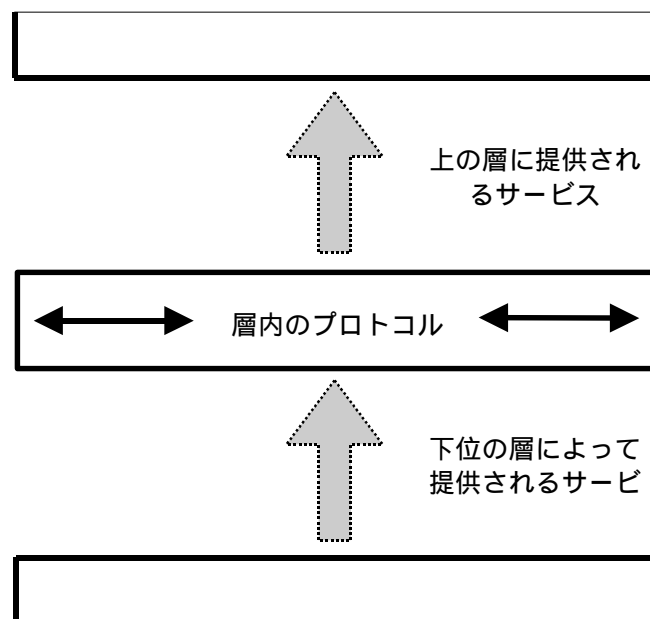 上の層に提供され
るサービス
層内のプロトコル
下位の層によって
提供されるサービ